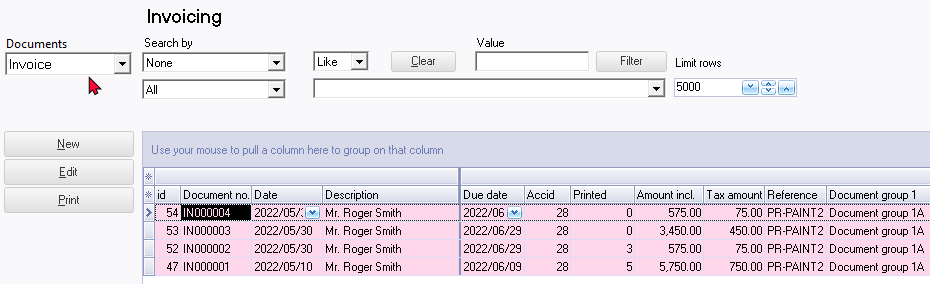 Invoicing
Documents Search by Value
Invoice None Like Clear Filter Limit rows
All 5000
New
Edit
Print
Use your mouse to pull a column here to group on that column
id Document no. Date Description Due date Accid Printed Amount incl. Tax amount Reference Document group 1
54 IN000004 2022/05/ Mr. Roger Smith 2022/06 28 0 575.00 75.00 PR-PAINT2 Document group 1A
53 IN000003 2022/05/30 Mr. Roger Smith 2022/06/29 28 0 3,450.00 450.00 PR-PAINT2 Document group 1A
52 IN000002 2022/05/30 Mr. Roger Smith 2022/06/29 28 3 575.00 75.00 PR-PAINT2 Document group 1A
47 IN000001 2022/05/10 Mr. Roger Smith 2022/06/09 28 5 5,750.00 750.00 PR-PAINT2 Document group 1A